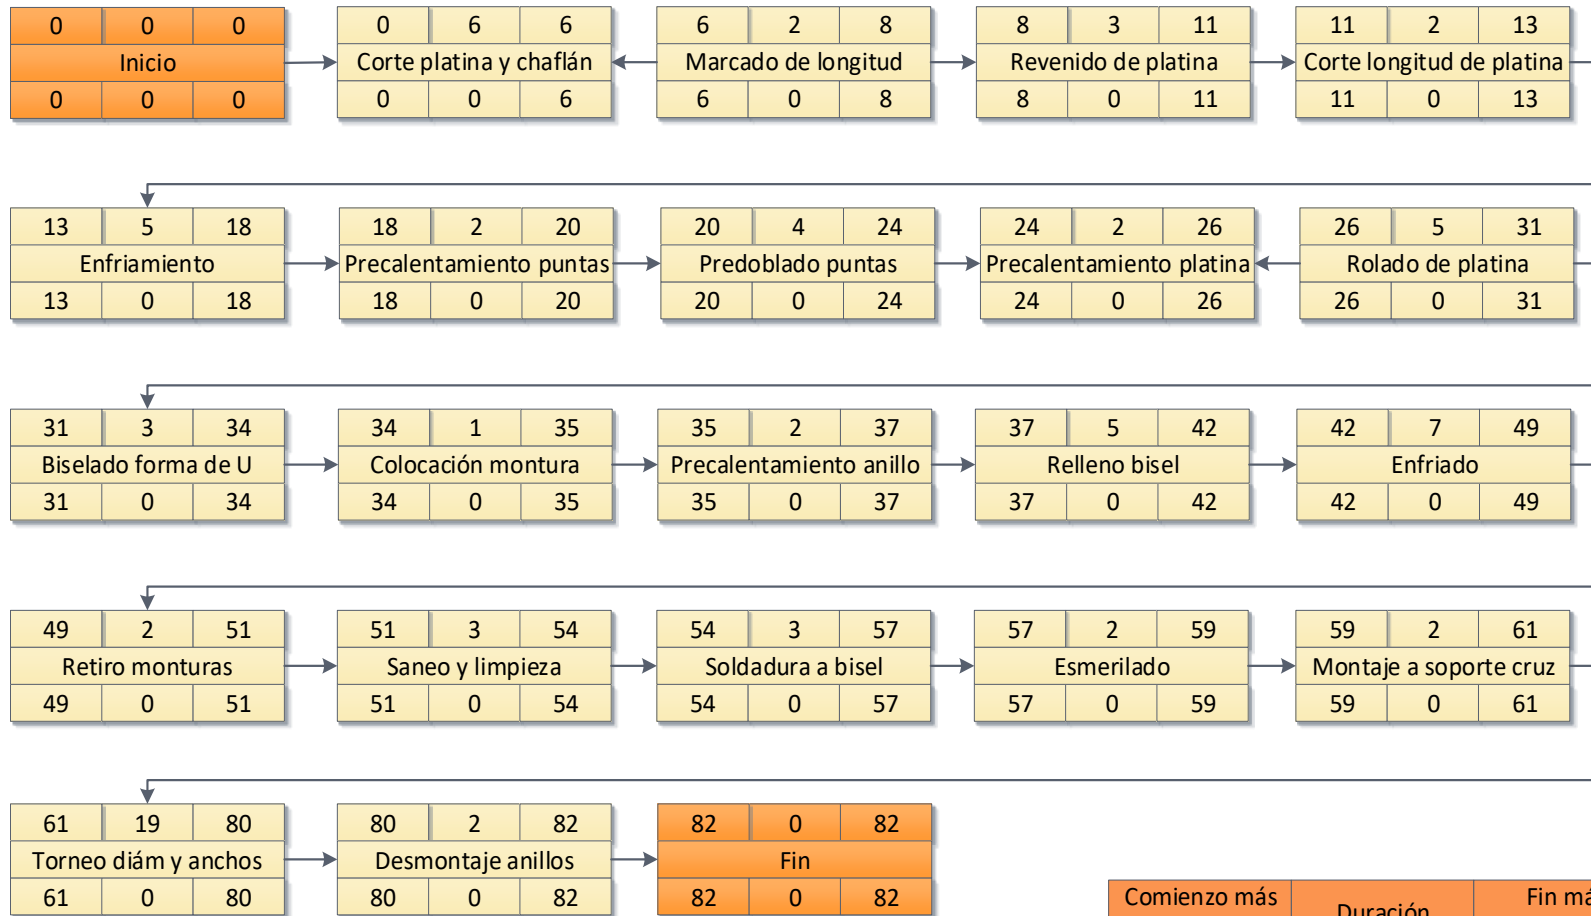 0 0 0
Inicio
0 0 0
0 6 6
Corte platina y chaflán
0 0 6
6 2 8
Marcado de longitud
6 0 8
8 3 11
Revenido de platina
8 0 11
11 2 13
Corte longitud de platina
11 0 13
13 5 18
Enfriamiento
13 0 18
18 2 20
Precalentamiento puntas
18 0 20
20 4 24
Predoblado puntas
20 0 24
24 2 26
Precalentamiento platina
24 0 26
26 5 31
Rolado de platina
26 0 31
31 3 34
Biselado forma de U
31 0 34
34 1 35
Colocación montura
34 0 35
35 2 37
Precalentamiento anillo
35 0 37
37 5 42
Relleno bisel
37 0 42
42 7 49
Enfriado
42 0 49
49 2 51
Retiro monturas
49 0 51
51 3 54
Saneo y limpieza
51 0 54
54 3 57
Soldadura a bisel
54 0 57
57 2 59
Esmerilado
57 0 59
59 2 61
Montaje a soporte cruz
59 0 61
61 19 80
Torneo diám y anchos
61 0 80
80 2 82
Desmontaje anillos
80 0 82
82 0 82
Fin
82 0 82
Comienzo más
Duración
Fin